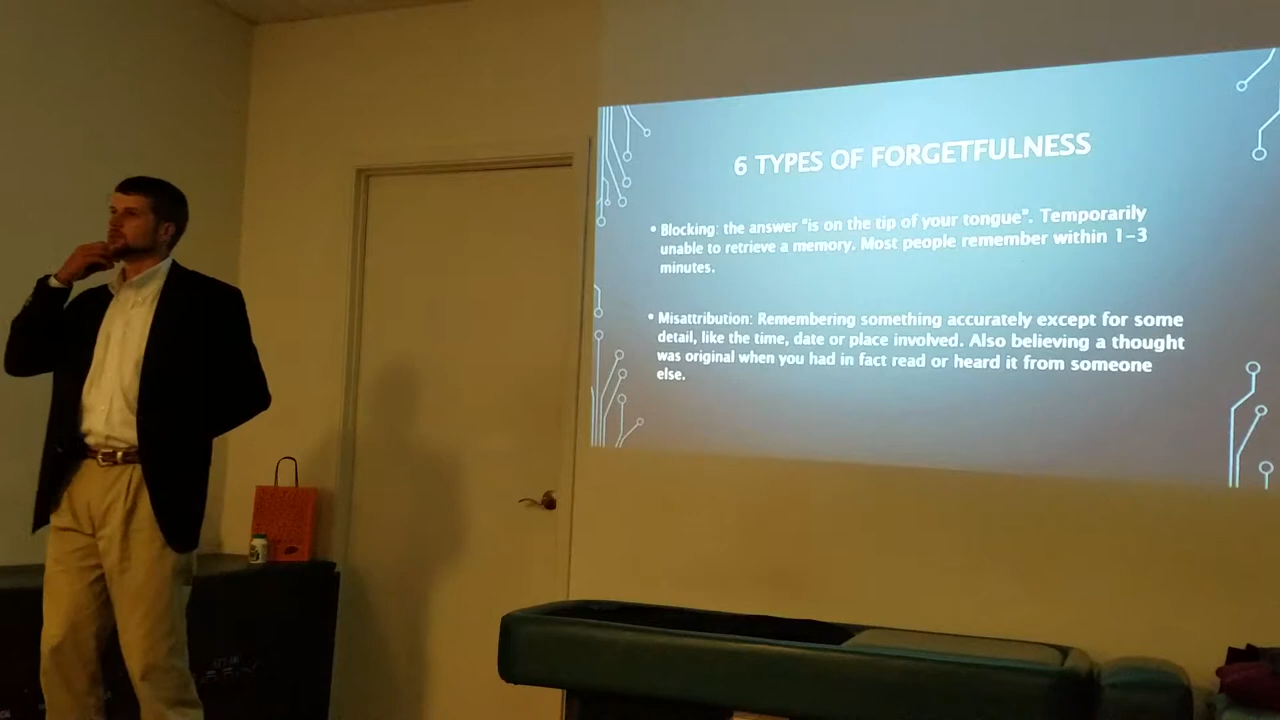 6 TYPES OF FORGETFULNESS
• Blocking: the answer "is on the tip of your tongue". Temporarily
unable to retrieve a memory. Most people remember within 1-3
minutes.
• Misattribution: Remembering something accurately except for some
detail, like the time, date or place involved. Also believing a thought
was original when you had in fact read or heard it from someone
else.